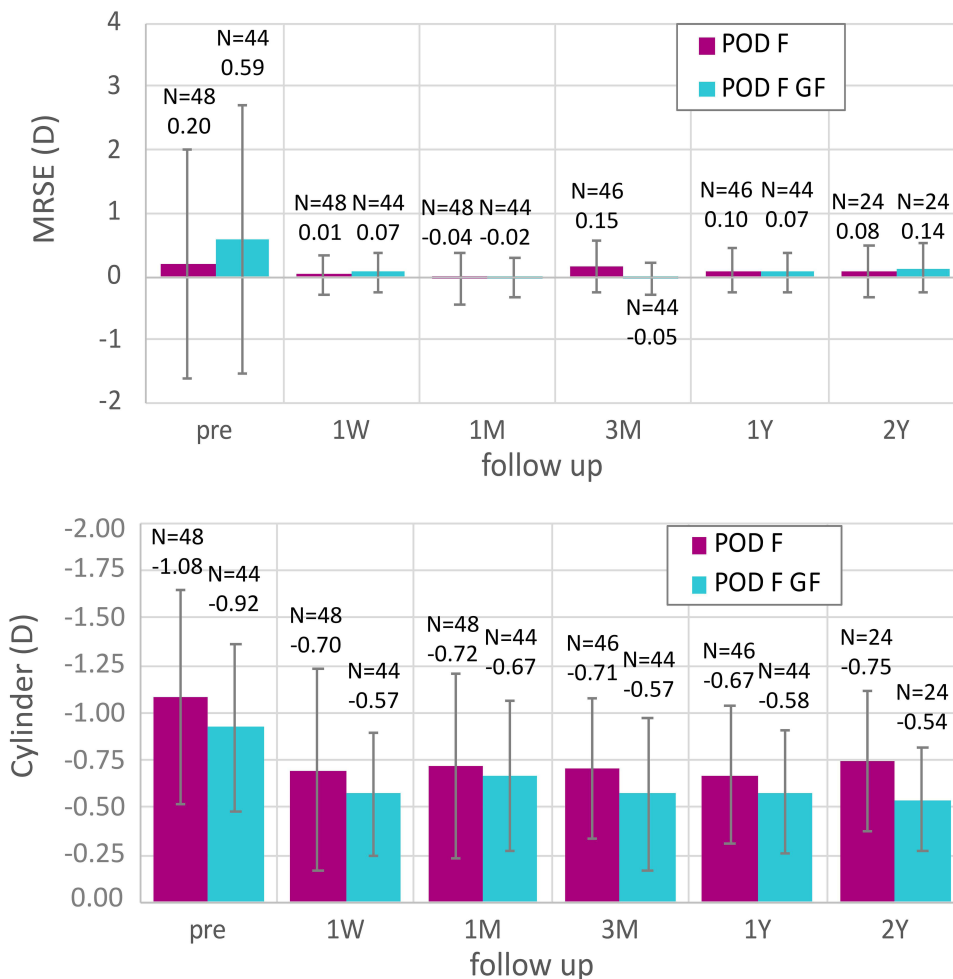 MRSE (D)
4
3
2
1
0
-1
-2
POD F
POD F GF
N=48
0.20
N=44
0.59
N=48
0.01
N=44
0.07
N=48
-0.04
N=44
-0.02
N=46
0.15
N=44
-0.05
N=46
0.10
N=44
0.07
N=24
0.08
N=24
0.14
pre 1W 1M 3M 1Y 2Y
follow up
Cylinder (D)
-2.00
-1.75
-1.50
-1.25
-1.00
-0.75
-0.50
-0.25
0.00
POD F
POD F GF
N=48
-1.08
N=44
-0.92
N=48
-0.70
N=44
-0.57
N=48
-0.72
N=44
-0.67
N=46
-0.71
N=44
-0.57
N=46
-0.67
N=44
-0.58
N=24
-0.75
N=24
-0.54
pre 1W 1M 3M 1Y 2Y
follow up